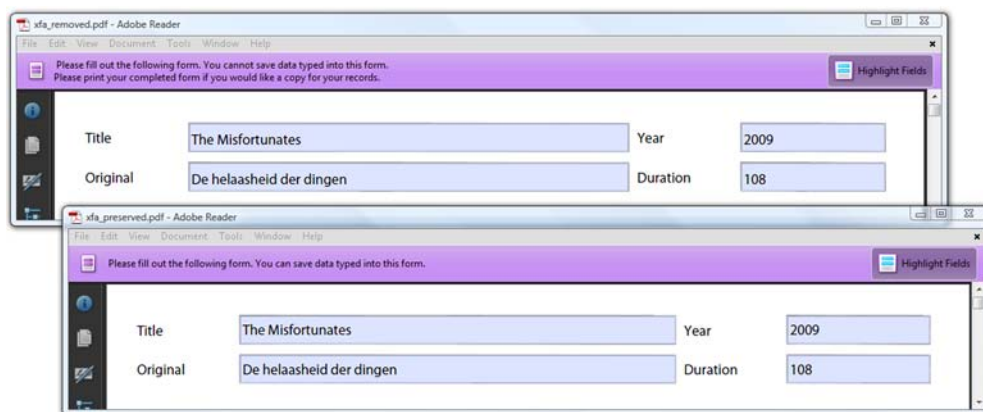 xfa_removed.pdf - Adobe Reader
File Edit View Document Tools Window Help
Please fill out the following form. You cannot save data typed into this form.
Please print your completed form if you would like a copy for your records.
Highlight Fields
Title The Misfortunates Year 2009
Original De helaasheid der dingen Duration 108
xfa_preserved.pdf - Adobe Reader
File Edit View Document Tools Window Help
Please fill out the following form. You can save data typed into this form.
Highlight Fields
Title The Misfortunates Year 2009
Original De helaasheid der dingen Duration 108